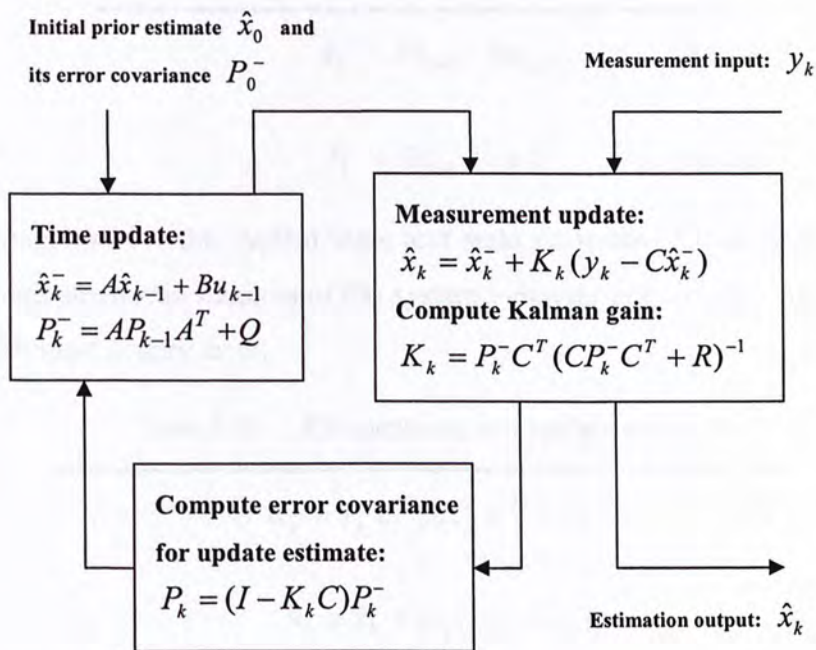 Initial prior estimate x̂₀ and
its error covariance P₀⁻
Measurement input: yₖ
Time update:
x̂ₖ⁻ = Ax̂ₖ₋₁ + Buₖ₋₁
Pₖ⁻ = APₖ₋₁Aᵀ + Q
Measurement update:
x̂ₖ = x̂ₖ⁻ + Kₖ(yₖ − Cx̂ₖ⁻)
Compute Kalman gain:
Kₖ = Pₖ⁻Cᵀ(CPₖ⁻Cᵀ + R)⁻¹
Compute error covariance
for update estimate:
Pₖ = (I − KₖC)Pₖ⁻
Estimation output: x̂ₖ